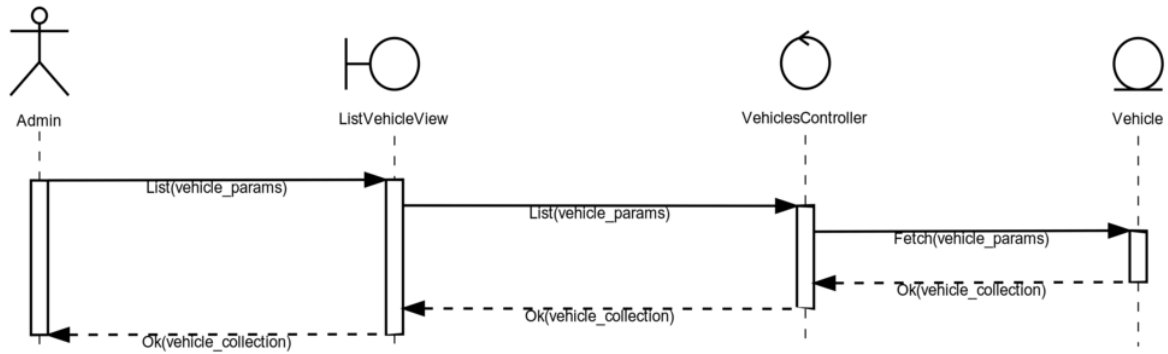 Admin
ListVehicleView
VehiclesController
Vehicle
List(vehicle_params)
List(vehicle_params)
Fetch(vehicle_params)
Ok(vehicle_collection)
Ok(vehicle_collection)
Ok(vehicle_collection)